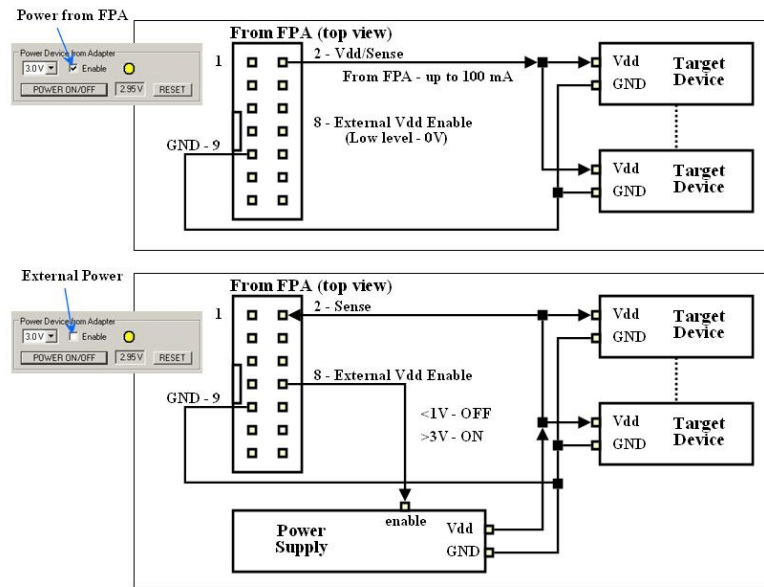 Power from FPA
Power Device from Adapter
3.0 V
Enable
POWER ON/OFF
2.95 V
RESET
From FPA (top view)
1
2 - Vdd/Sense
From FPA - up to 100 mA
8 - External Vdd Enable
(Low level - 0V)
GND - 9
Vdd
GND
Target
Device
Vdd
GND
Target
Device
External Power
Power Device from Adapter
3.0 V
Enable
POWER ON/OFF
2.95 V
RESET
From FPA (top view)
1
2 - Sense
8 - External Vdd Enable
GND - 9
<1V - OFF
>3V - ON
Vdd
GND
Target
Device
Vdd
GND
Target
Device
enable
Power
Supply
Vdd
GND